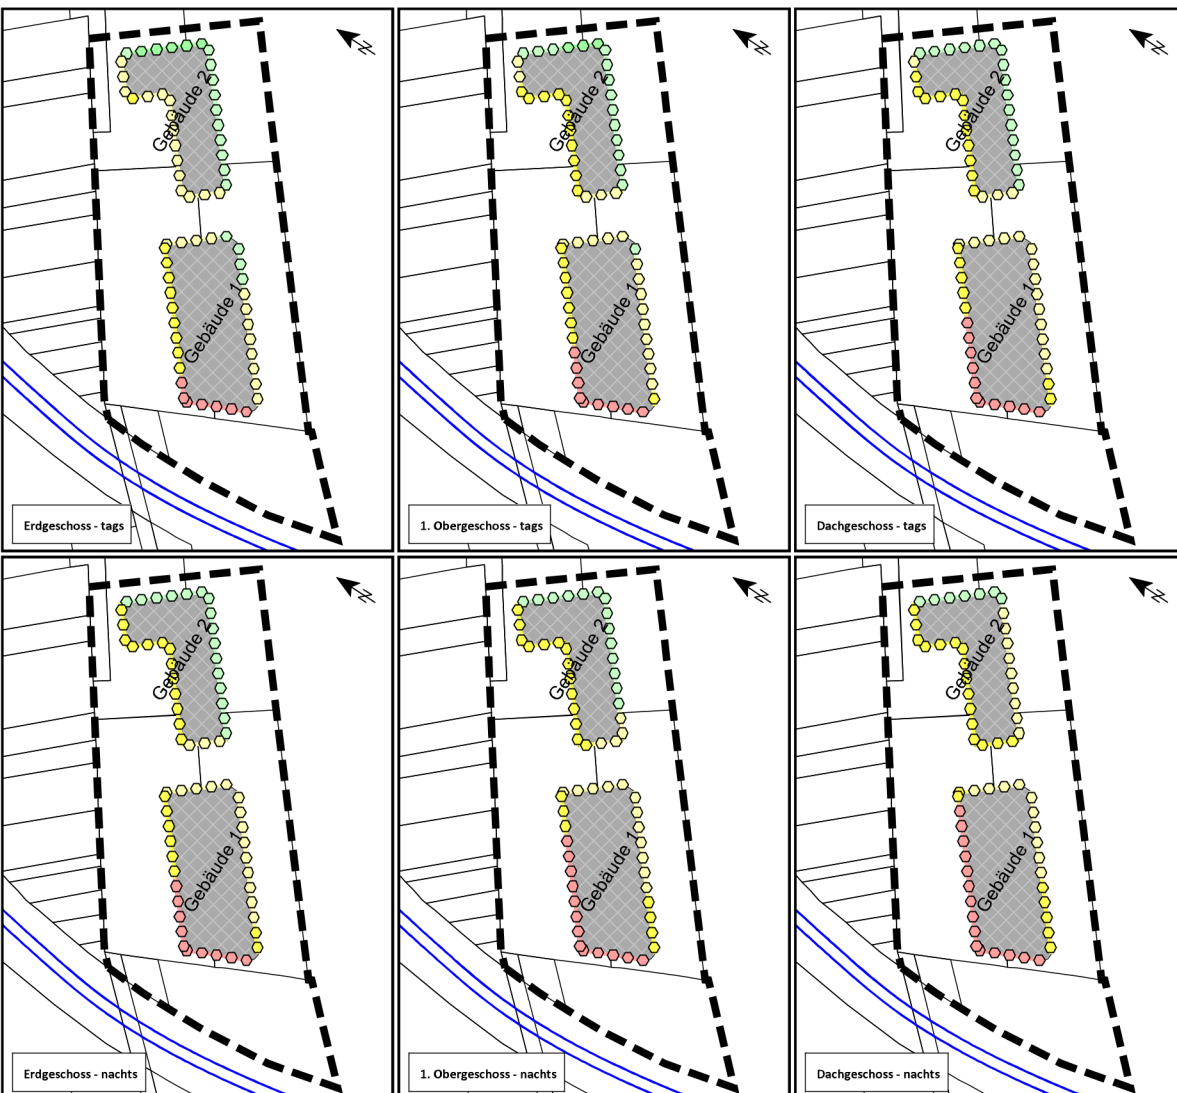 N
N
N
Gebäude 2
Gebäude 2
Gebäude 2
Gebäude 1
Gebäude 1
Gebäude 1
Erdgeschoss - tags
1. Obergeschoss - tags
Dachgeschoss - tags
N
N
N
Gebäude 2
Gebäude 2
Gebäude 2
Gebäude 1
Gebäude 1
Gebäude 1
Erdgeschoss - nachts
1. Obergeschoss - nachts
Dachgeschoss - nachts